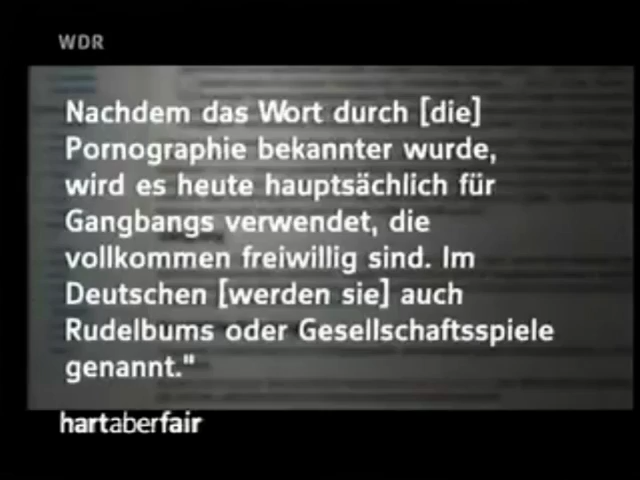 WDR
Nachdem das Wort durch [die]
Pornographie bekannter wurde,
wird es heute hauptsächlich für
Gangbangs verwendet, die
vollkommen freiwillig sind. Im
Deutschen [werden sie] auch
Rudelbums oder Gesellschaftsspiele
genannt."
hartaberfair